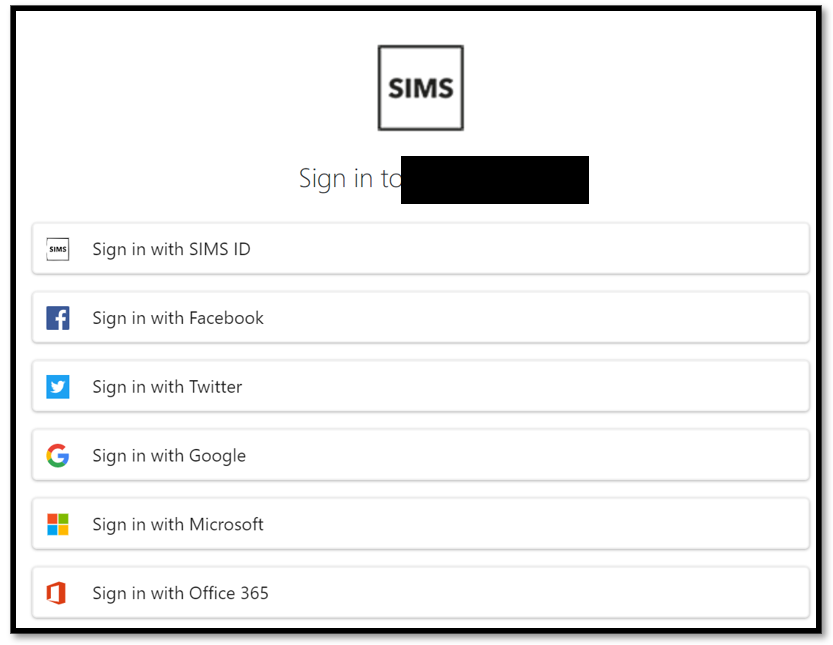 SIMS
Sign in to
SIMS Sign in with SIMS ID
Sign in with Facebook
Sign in with Twitter
Sign in with Google
Sign in with Microsoft
Sign in with Office 365